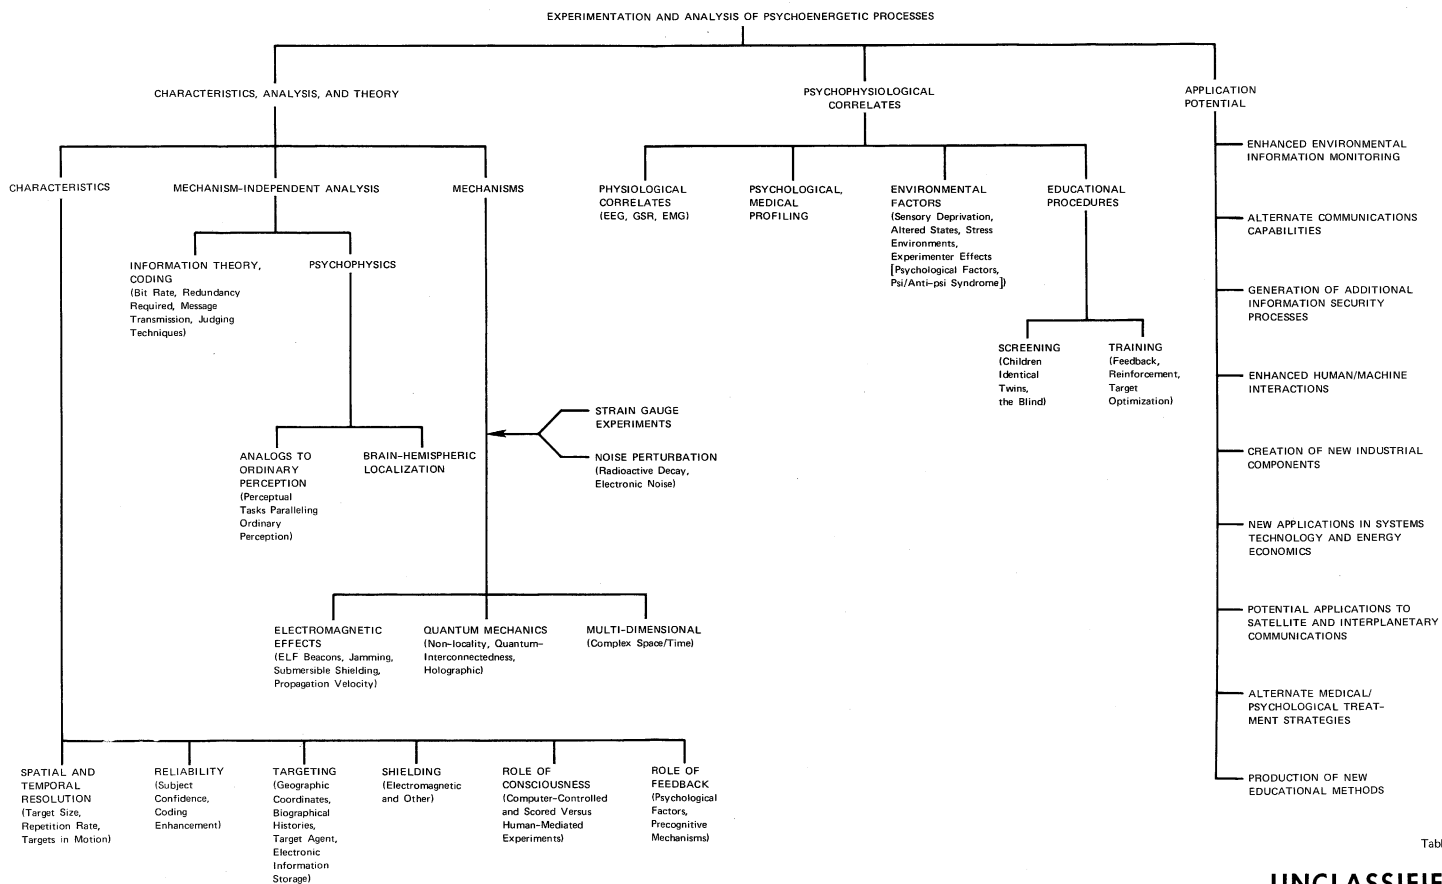 EXPERIMENTATION AND ANALYSIS OF PSYCHOENERGETIC PROCESSES
CHARACTERISTICS, ANALYSIS, AND THEORY
PSYCHOPHYSIOLOGICAL
CORRELATES
APPLICATION
POTENTIAL
CHARACTERISTICS
MECHANISM-INDEPENDENT ANALYSIS
MECHANISMS
PHYSIOLOGICAL
CORRELATES
(EEG, GSR, EMG)
PSYCHOLOGICAL,
MEDICAL
PROFILING
ENVIRONMENTAL
FACTORS
(Sensory Deprivation,
Altered States, Stress
Environments,
Experimenter Effects
[Psychological Factors,
Psi/Anti-psi Syndrome])
EDUCATIONAL
PROCEDURES
INFORMATION THEORY,
CODING
(Bit Rate, Redundancy
Required, Message
Transmission, Judging
Techniques)
PSYCHOPHYSICS
SCREENING
(Children
Identical
Twins,
the Blind)
TRAINING
(Feedback,
Reinforcement,
Target
Optimization)
STRAIN GAUGE
EXPERIMENTS
NOISE PERTURBATION
(Radioactive Decay,
Electronic Noise)
ANALOGS TO
ORDINARY
PERCEPTION
(Perceptual
Tasks Paralleling
Ordinary
Perception)
BRAIN-HEMISPHERIC
LOCALIZATION
ELECTROMAGNETIC
EFFECTS
(ELF Beacons, Jamming,
Submersible Shielding,
Propagation Velocity)
QUANTUM MECHANICS
(Non-locality, Quantum-
Interconnectedness,
Holographic)
MULTI-DIMENSIONAL
(Complex Space/Time)
SPATIAL AND
TEMPORAL
RESOLUTION
(Target Size,
Repetition Rate,
Targets in Motion)
RELIABILITY
(Subject
Confidence,
Coding
Enhancement)
TARGETING
(Geographic
Coordinates,
Biographical
Histories,
Target Agent,
Electronic
Information
Storage)
SHIELDING
(Electromagnetic
and Other)
ROLE OF
CONSCIOUSNESS
(Computer-Controlled
and Scored Versus
Human-Mediated
Experiments)
ROLE OF
FEEDBACK
(Psychological
Factors,
Precognitive
Mechanisms)
ENHANCED ENVIRONMENTAL
INFORMATION MONITORING
ALTERNATE COMMUNICATIONS
CAPABILITIES
GENERATION OF ADDITIONAL
INFORMATION SECURITY
PROCESSES
ENHANCED HUMAN/MACHINE
INTERACTIONS
CREATION OF NEW INDUSTRIAL
COMPONENTS
NEW APPLICATIONS IN SYSTEMS
TECHNOLOGY AND ENERGY
ECONOMICS
POTENTIAL APPLICATIONS TO
SATELLITE AND INTERPLANETARY
COMMUNICATIONS
ALTERNATE MEDICAL/
PSYCHOLOGICAL TREAT-
MENT STRATEGIES
PRODUCTION OF NEW
EDUCATIONAL METHODS